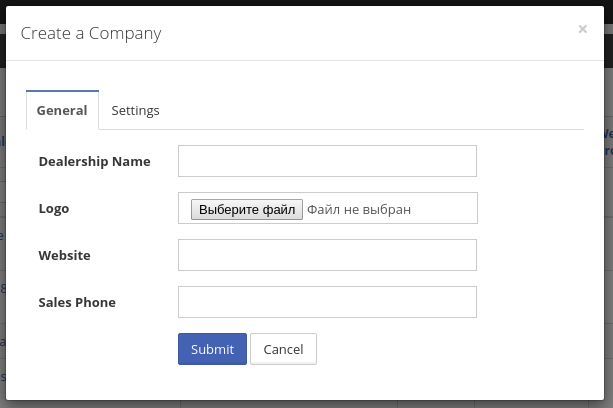 Create a Company ×
General Settings
Dealership Name
Logo Выберите файл Файл не выбран
Website
Sales Phone
Submit Cancel